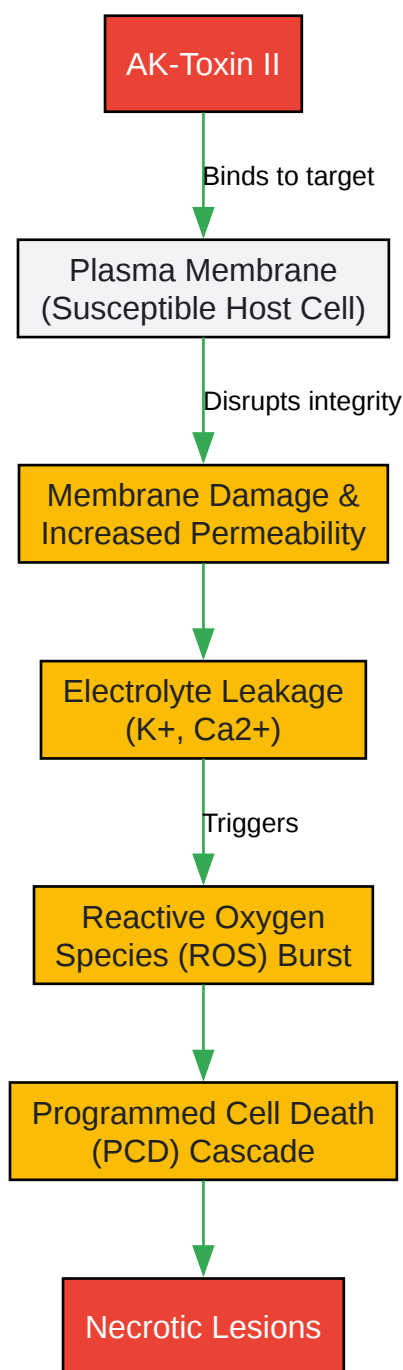 AK-Toxin II
Binds to target
Plasma Membrane
(Susceptible Host Cell)
Disrupts integrity
Membrane Damage &
Increased Permeability
Electrolyte Leakage
(K+, Ca2+)
Triggers
Reactive Oxygen
Species (ROS) Burst
Programmed Cell Death
(PCD) Cascade
Necrotic Lesions